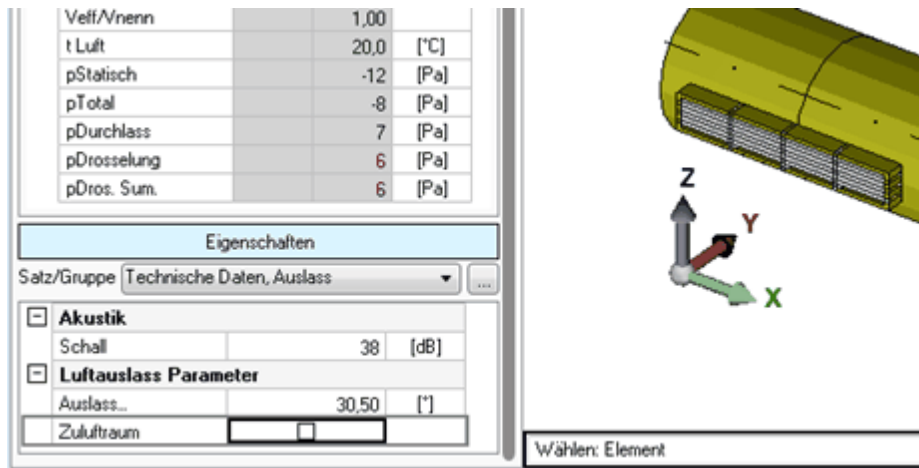 Veff/Vnenn 1,00
t Luft 20,0 [°C]
pStatisch -12 [Pa]
pTotal -8 [Pa]
pDurchlass 7 [Pa]
pDrosselung 6 [Pa]
pDros. Sum. 6 [Pa]
Eigenschaften
Satz/Gruppe Technische Daten, Auslass ...
Akustik
Schall 38 [dB]
Luftauslass Parameter
Auslass... 30,50 [°]
Zuluftraum
Z
Y
X
Wählen: Element